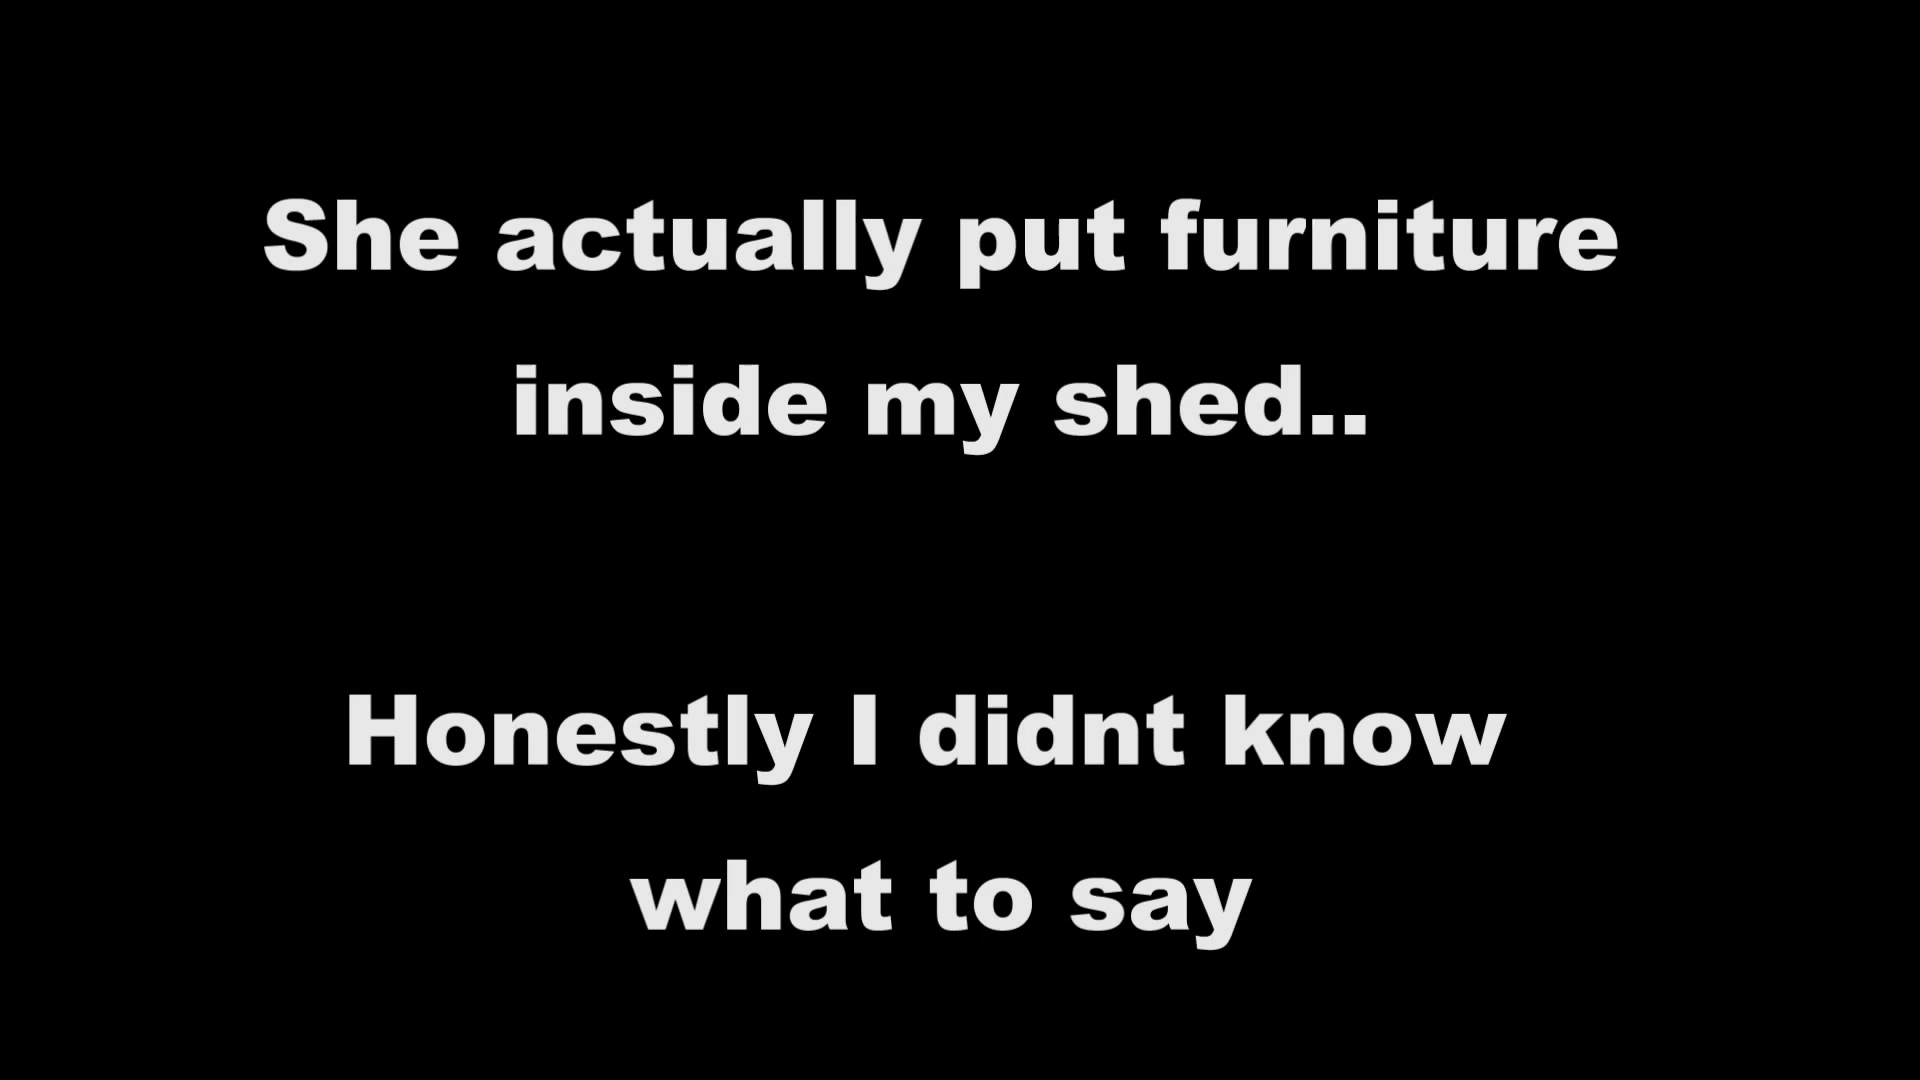 She actually put furniture
inside my shed..
Honestly I didnt know
what to say